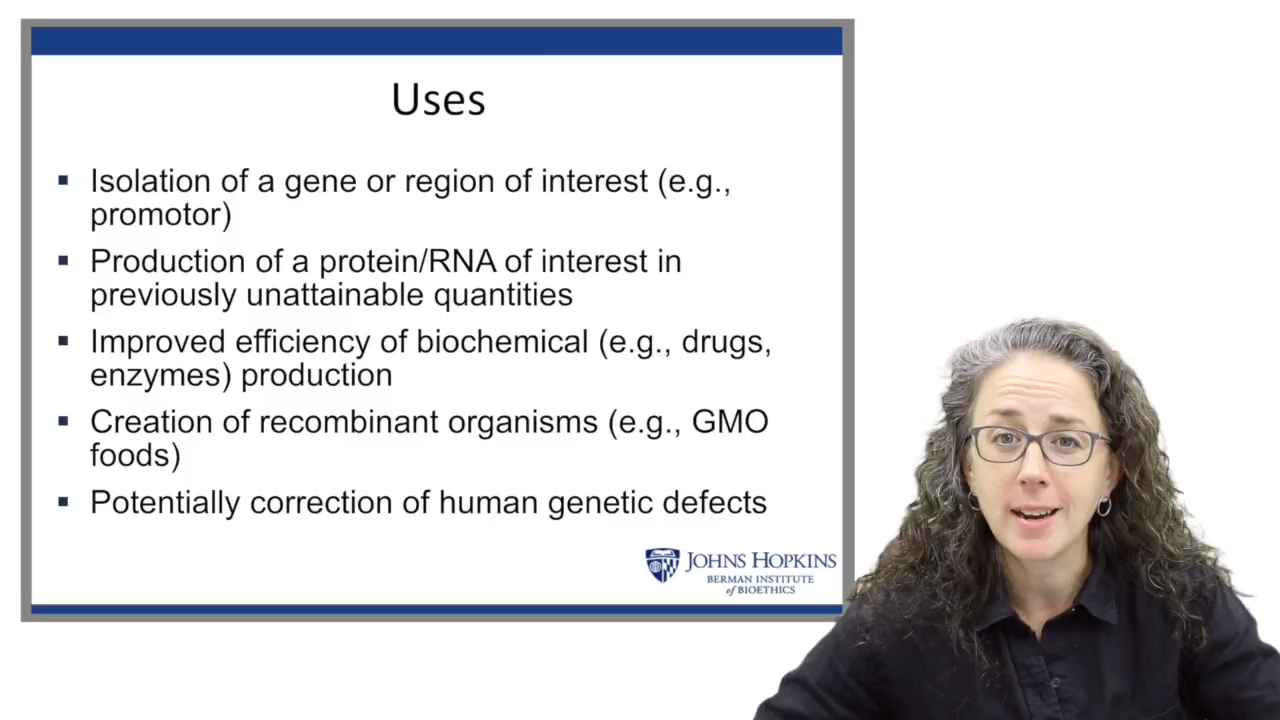 Uses
▪ Isolation of a gene or region of interest (e.g.,
promotor)
▪ Production of a protein/RNA of interest in
previously unattainable quantities
▪ Improved efficiency of biochemical (e.g., drugs,
enzymes) production
▪ Creation of recombinant organisms (e.g., GMO
foods)
▪ Potentially correction of human genetic defects
JOHNS HOPKINS
BERMAN INSTITUTE
of BIOETHICS